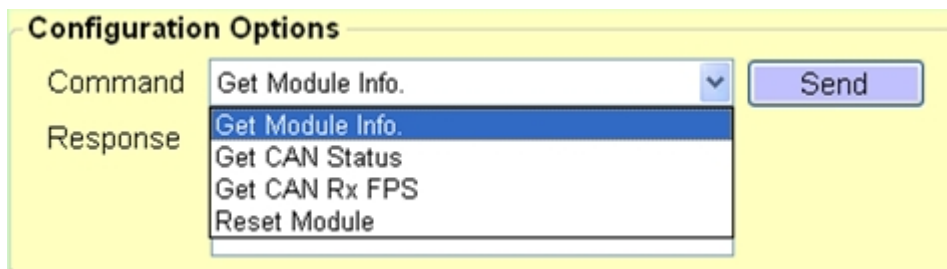 Configuration Options
Command Get Module Info. Send
Response Get Module Info.
Get CAN Status
Get CAN Rx FPS
Reset Module